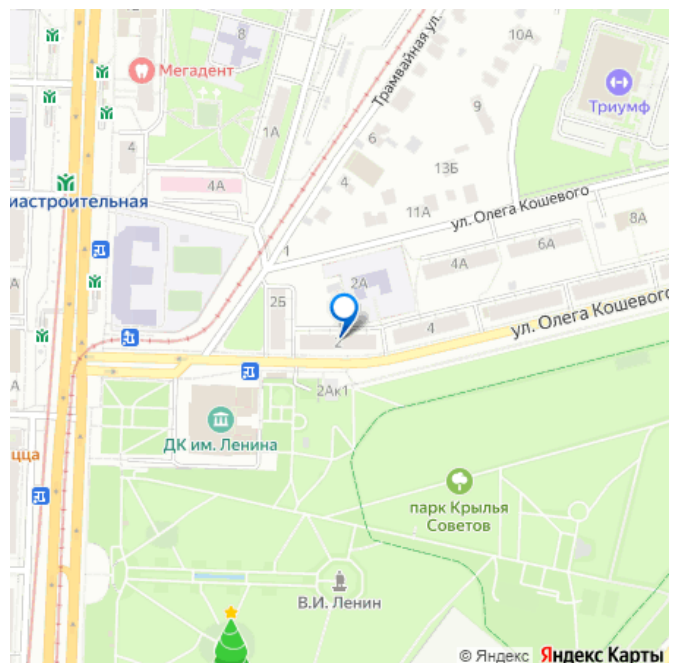 8
10А
Трамвайная ул.
Мегадент
Триумф
9
1А
6
4
13Б
4
4А
иастроительная
11А
ул. Олега Кошевого
8А
6А
1
4А
2А
2Б
ул. Олега Кошевого
4
2
А
2Ак1
ДК им. Ленина
цца
парк Крылья
Советов
В.И. Ленин
© Яндекс Яндекс Карты